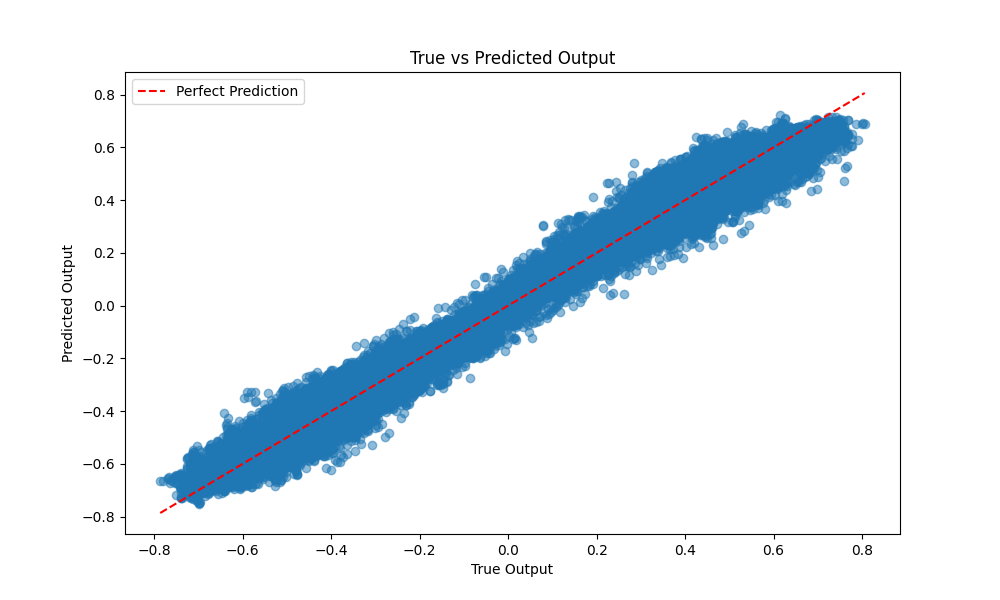 True vs Predicted Output
Perfect Prediction
Predicted Output
0.8
0.6
0.4
0.2
0.0
−0.2
−0.4
−0.6
−0.8
−0.8 −0.6 −0.4 −0.2 0.0 0.2 0.4 0.6 0.8
True Output